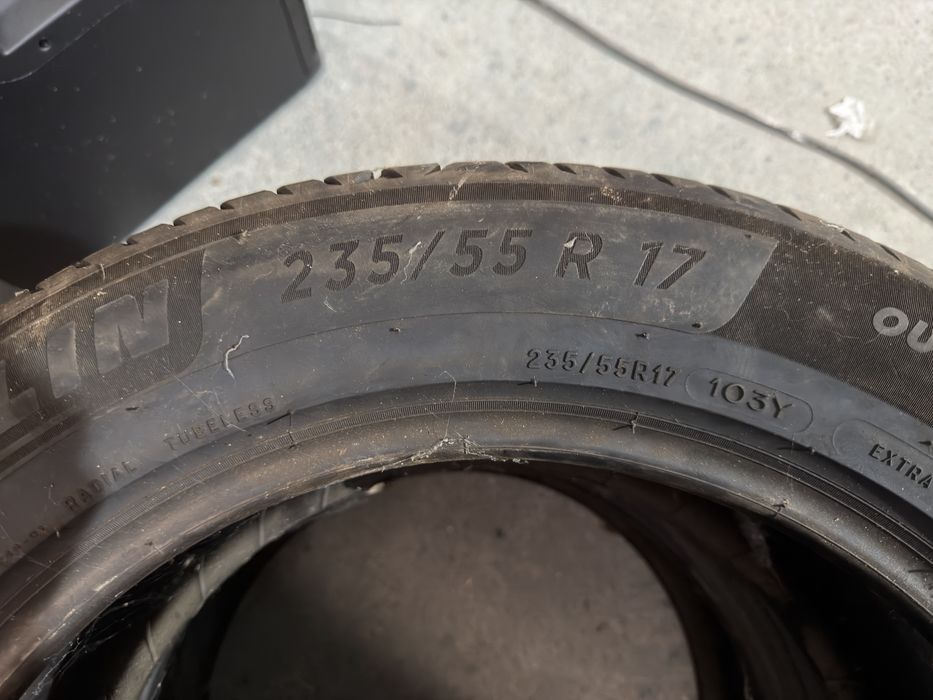 LIN
235/55 R 17
OU
235/55R17 103Y
EXTRA
RADIAL TUBELESS